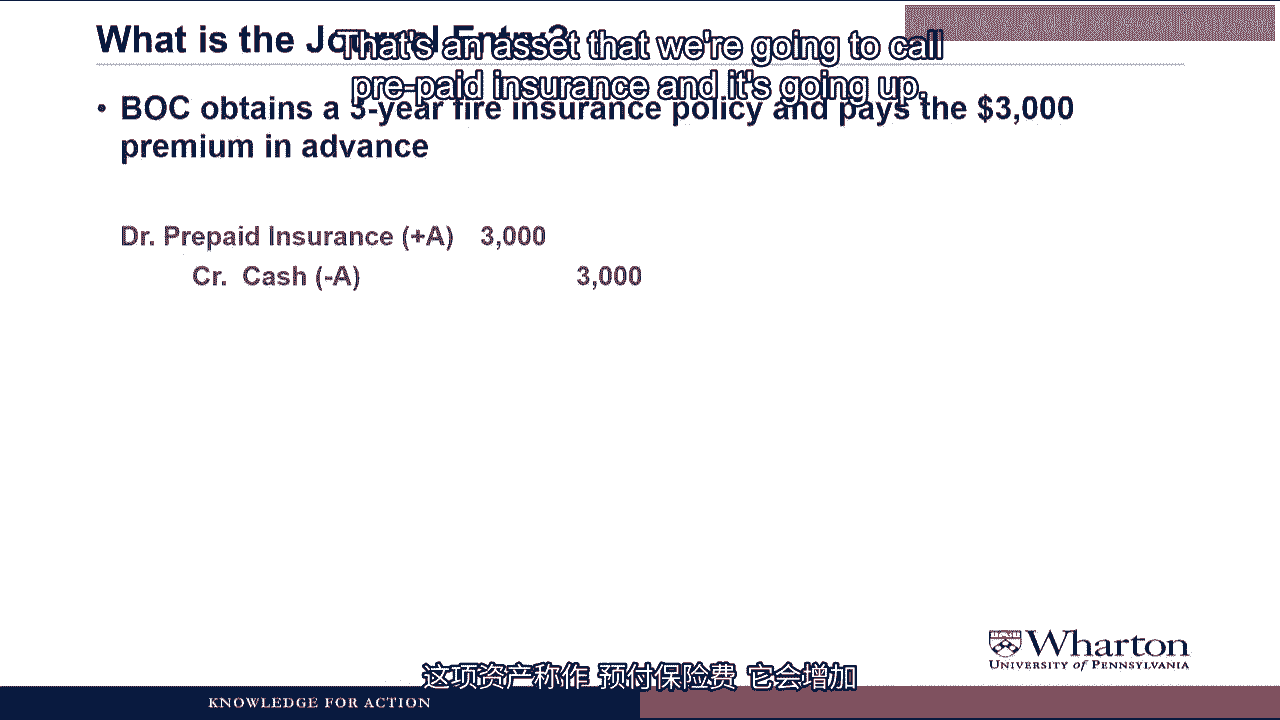 What is the Journal Entry?
That's an asset that we're going to call
pre-paid insurance and it's going up.
• BOC obtains a 3-year fire insurance policy and pays the $3,000
premium in advance
Dr. Prepaid Insurance (+A) 3,000
Cr. Cash (-A) 3,000
Wharton
UNIVERSITY of PENNSYLVANIA
这项资产称作 预付保险费 它会增加
KNOWLEDGE FOR ACTION